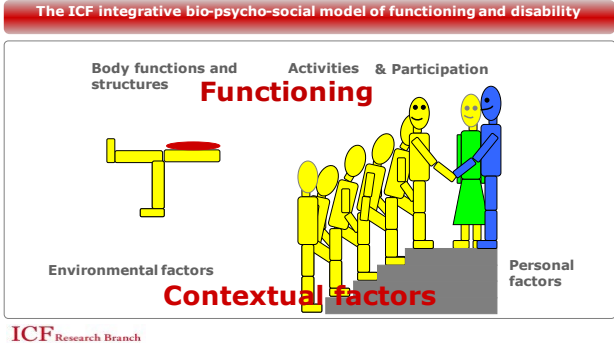 The ICF integrative bio-psycho-social model of functioning and disability
Body functions and
structures
Activities & Participation
Functioning
Environmental factors
Personal
factors
Contextual factors
ICF Research Branch